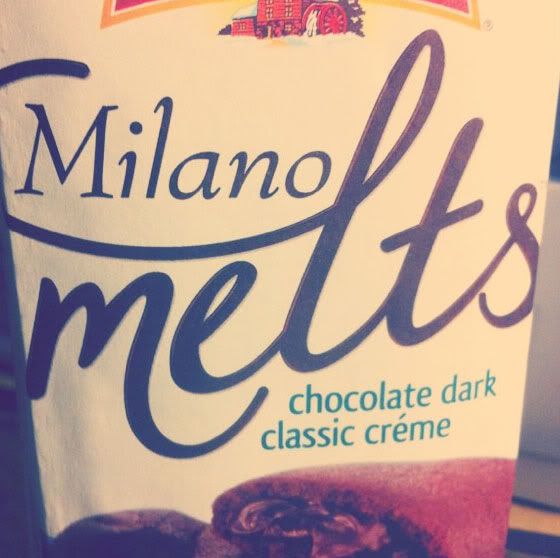 Milano
melts
chocolate dark
classic créme